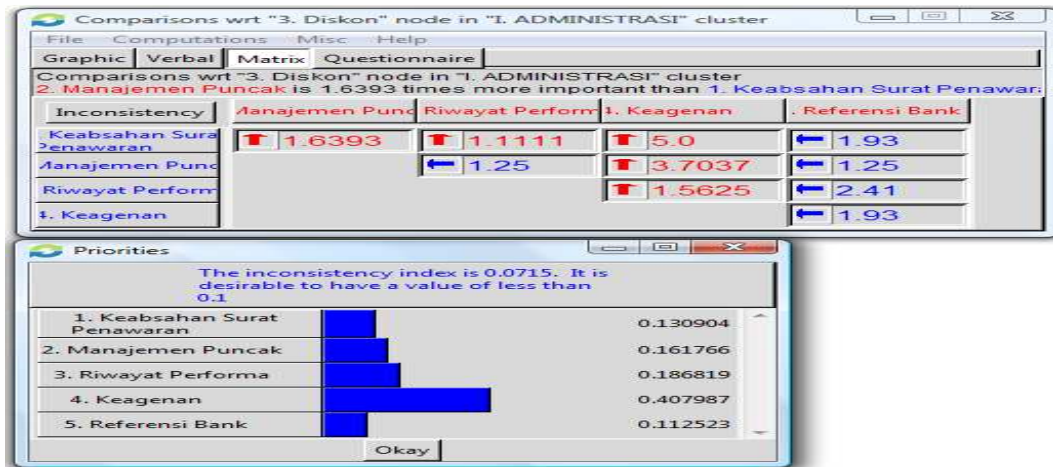 Comparisons wrt "3. Diskon" node in "I. ADMINISTRASI" cluster
File Computations Misc Help
Graphic Verbal Matrix Questionnaire
Comparisons wrt "3. Diskon" node in "I. ADMINISTRASI" cluster
2. Manajemen Puncak is 1.6393 times more important than 1. Keabsahan Surat Penawar
Inconsistency Manajemen Punc Riwayat Perform 4. Keagenan . Referensi Bank
. Keabsahan Sura
Penawaran
1.6393 1.1111 5.0 1.93
Manajemen Punc 1.25 3.7037 1.25
Riwayat Perform 1.5625 2.41
4. Keagenan 1.93
Priorities
The inconsistency index is 0.0715. It is
desirable to have a value of less than
0.1
1. Keabsahan Surat
Penawaran
0.130904
2. Manajemen Puncak 0.161766
3. Riwayat Performa 0.186819
4. Keagenan 0.407987
5. Referensi Bank 0.112523
Okay